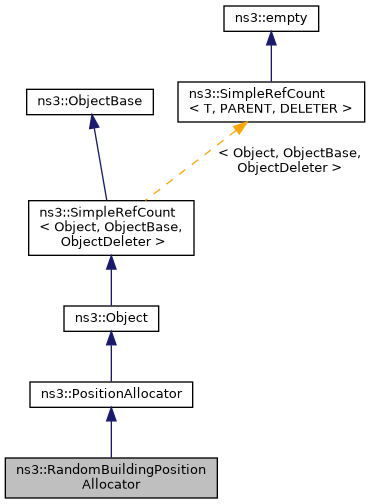 ns3::empty
ns3::SimpleRefCount
< T, PARENT, DELETER >
ns3::ObjectBase
< Object, ObjectBase,
ObjectDeleter >
ns3::SimpleRefCount
< Object, ObjectBase,
ObjectDeleter >
ns3::Object
ns3::PositionAllocator
ns3::RandomBuildingPosition
Allocator